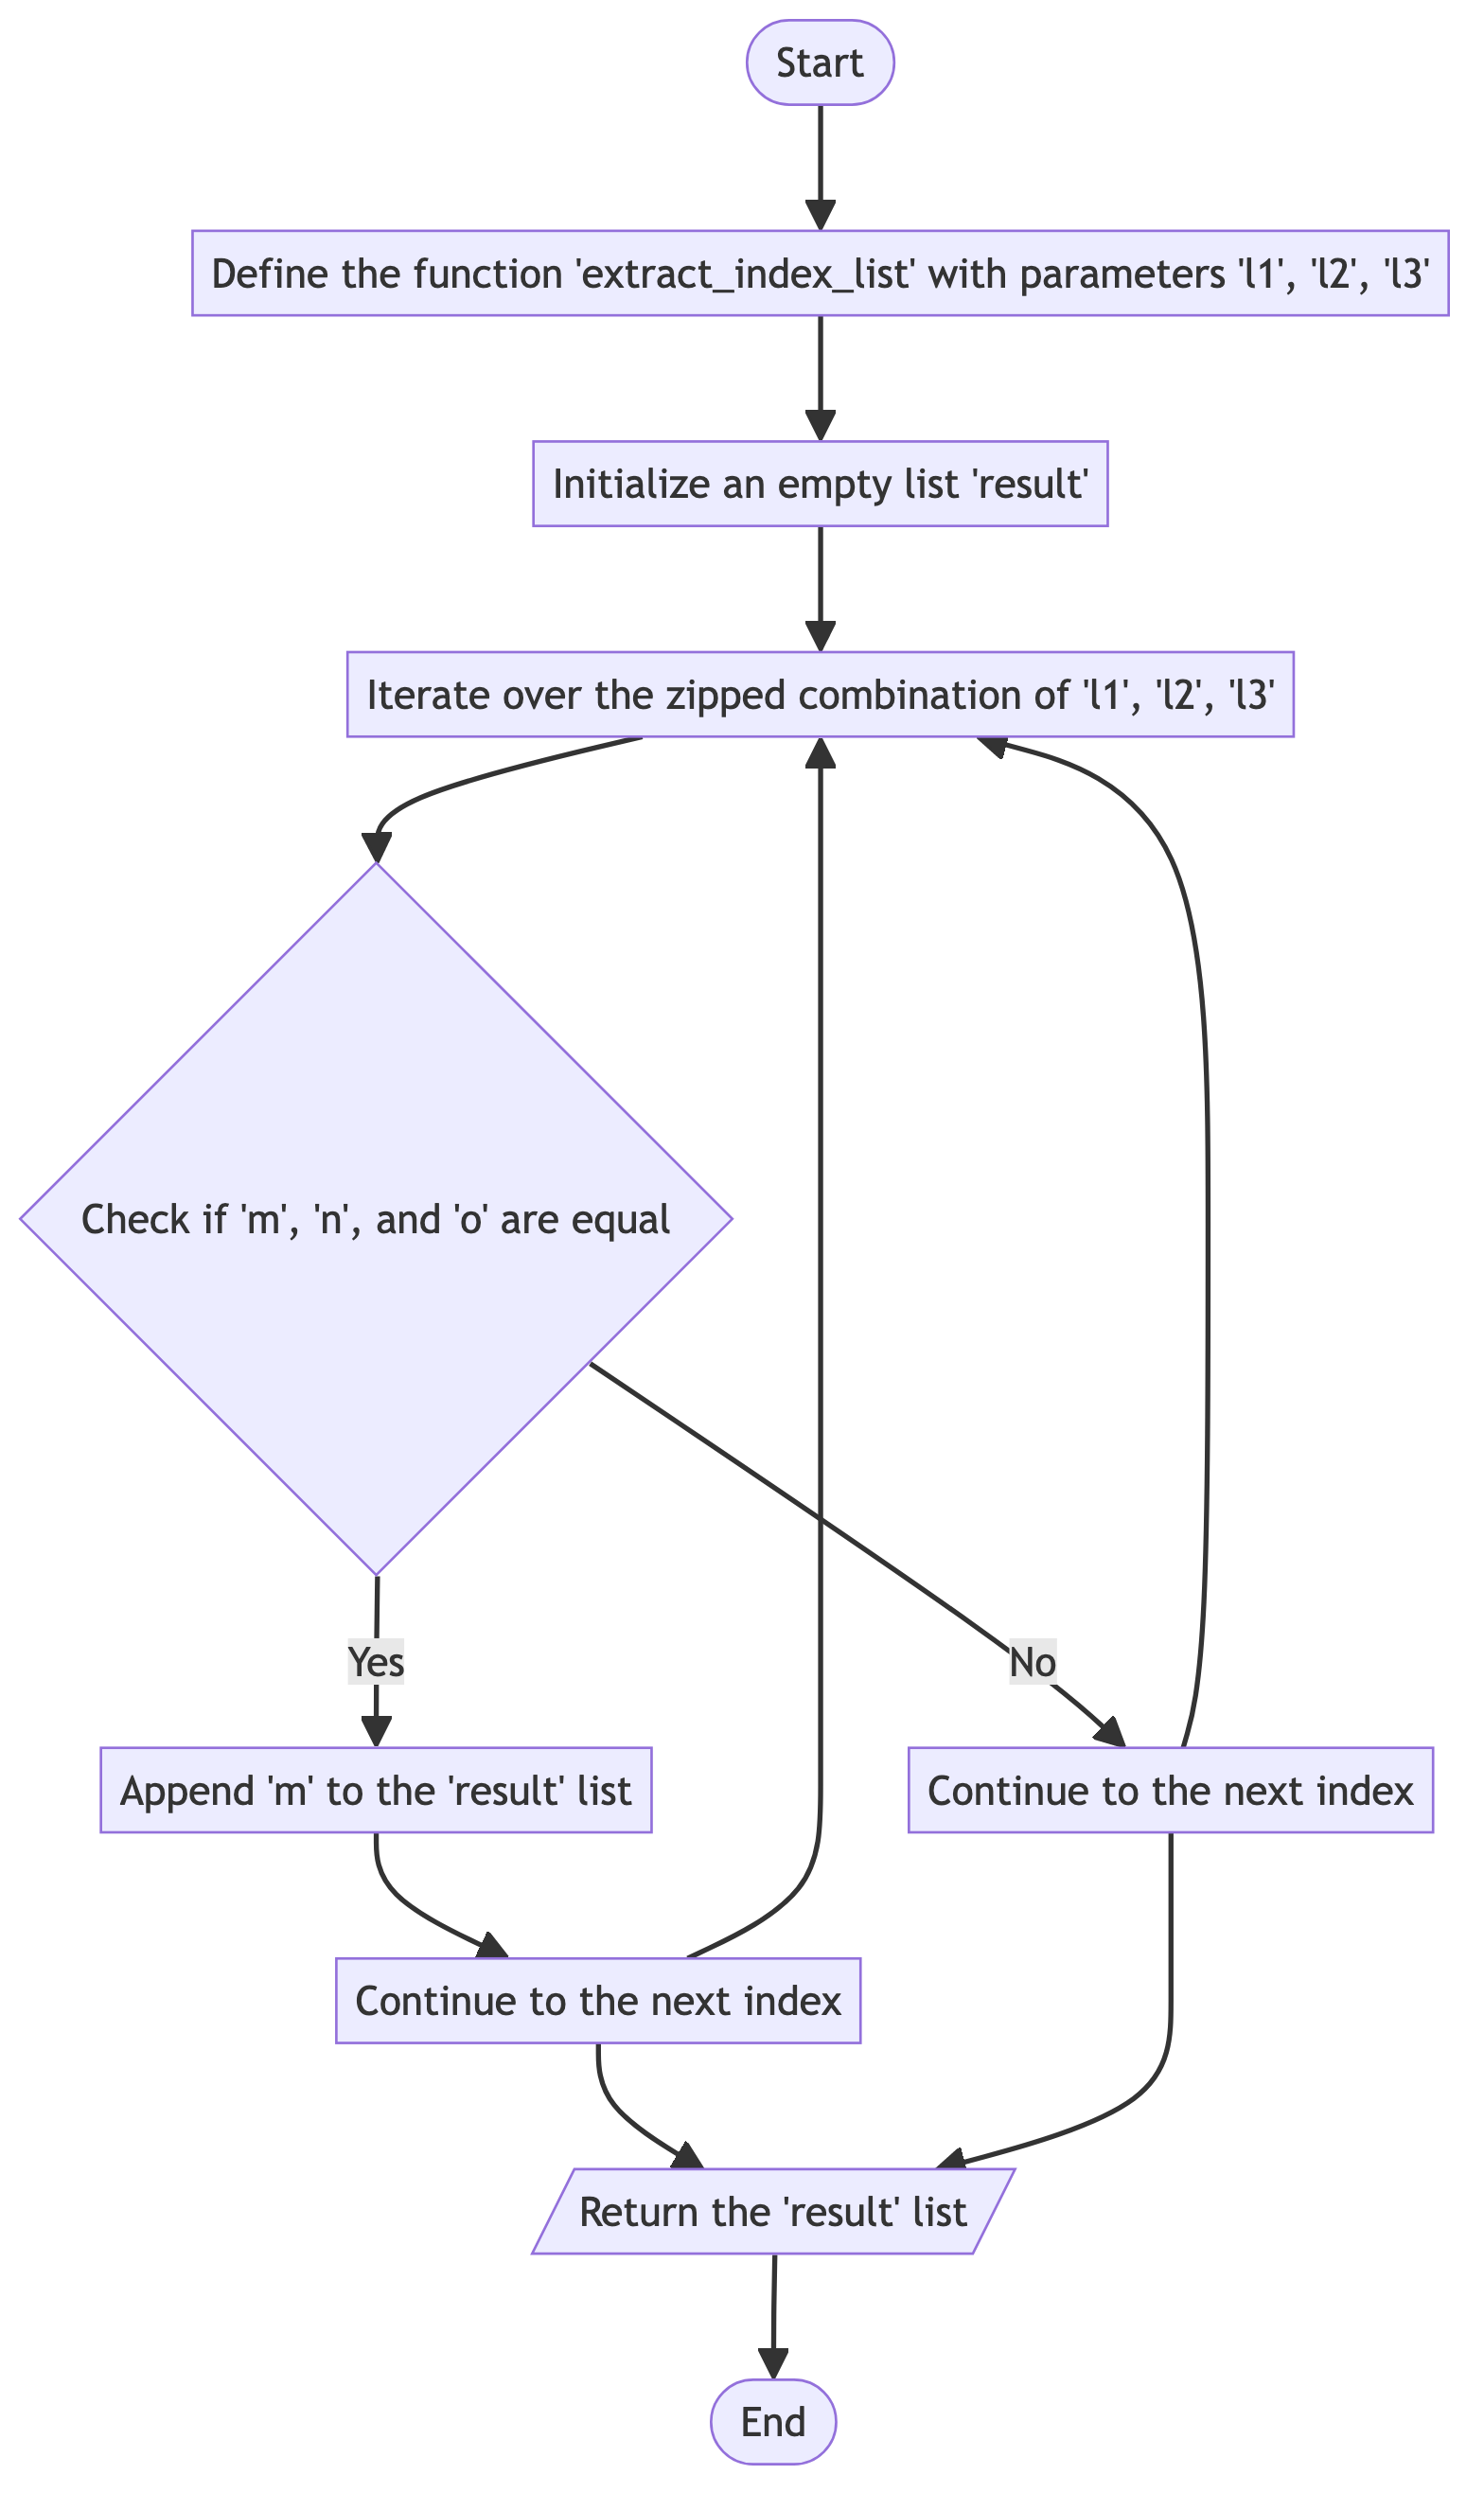 Start
Define the function 'extract_index_list' with parameters 'l1', 'l2', 'l3'
Initialize an empty list 'result'
Iterate over the zipped combination of 'l1', 'l2', 'l3'
Check if 'm', 'n', and 'o' are equal
Yes
No
Append 'm' to the 'result' list
Continue to the next index
Continue to the next index
Return the 'result' list
End